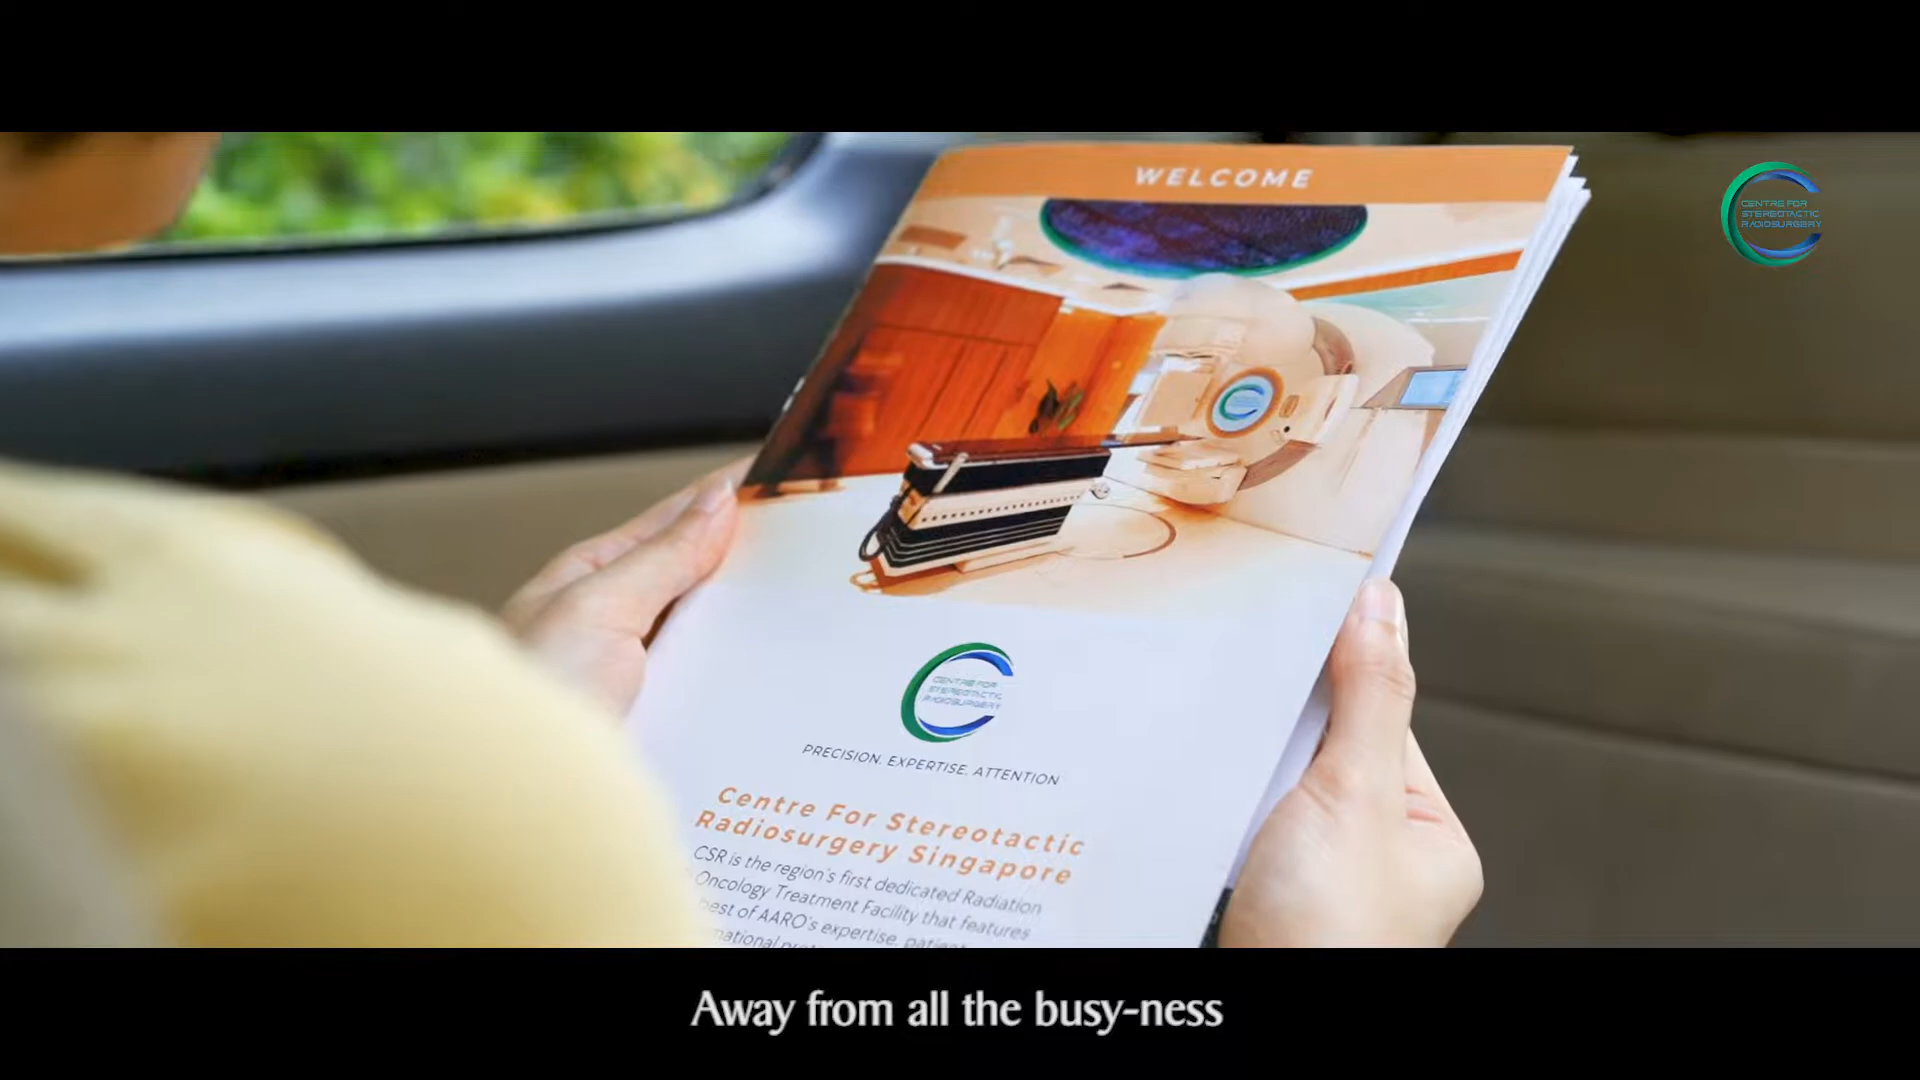 WELCOME
CENTRE FOR
STEREOTACTIC
RADIOSURGERY
CENTRE FOR
STEREOTACTIC
RADIOSURGERY
PRECISION. EXPERTISE. ATTENTION
Centre For Stereotactic
Radiosurgery Singapore
CSR is the region's first dedicated Radiation
Oncology Treatment Facility that features
best of AARO's expertise,
Away from all the busy-ness